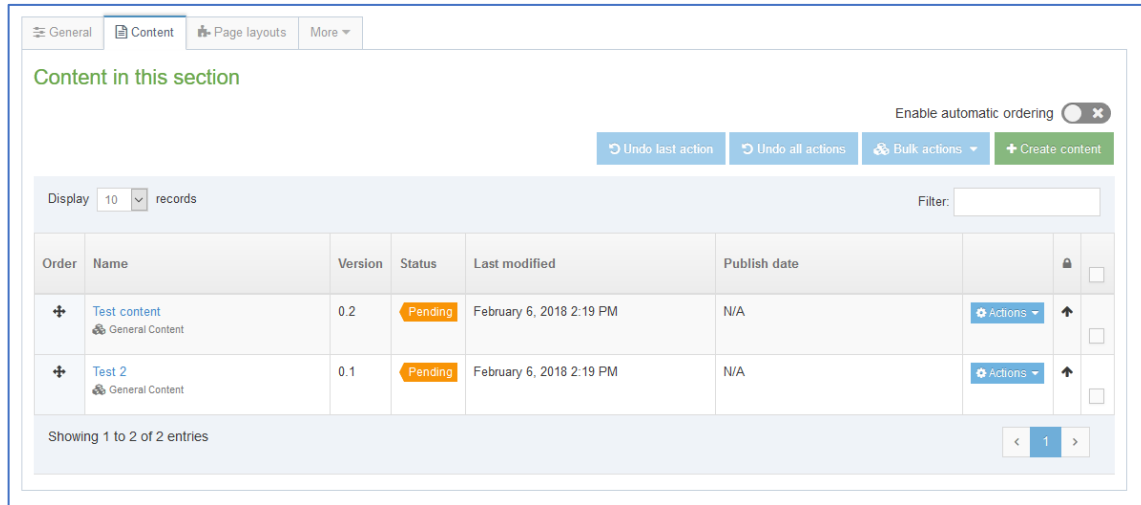 General Content Page layouts More
Content in this section
Enable automatic ordering
Undo last action Undo all actions Bulk actions Create content
Display 10 records Filter:
Order Name Version Status Last modified Publish date
Test content 0.2 Pending February 6, 2018 2:19 PM N/A Actions
General Content
Test 2 0.1 Pending February 6, 2018 2:19 PM N/A Actions
General Content
Showing 1 to 2 of 2 entries < 1 >